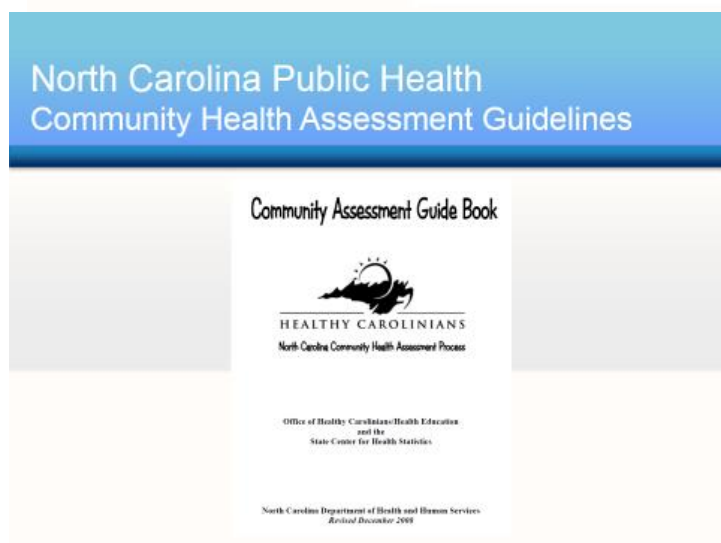 North Carolina Public Health
Community Health Assessment Guidelines
Community Assessment Guide Book
HEALTHY CAROLINIANS
North Carolina Community Health Assessment Process
Office of Healthy Carolinians/Health Education
and the
State Center for Health Statistics
North Carolina Department of Health and Human Services
Revised December 2008